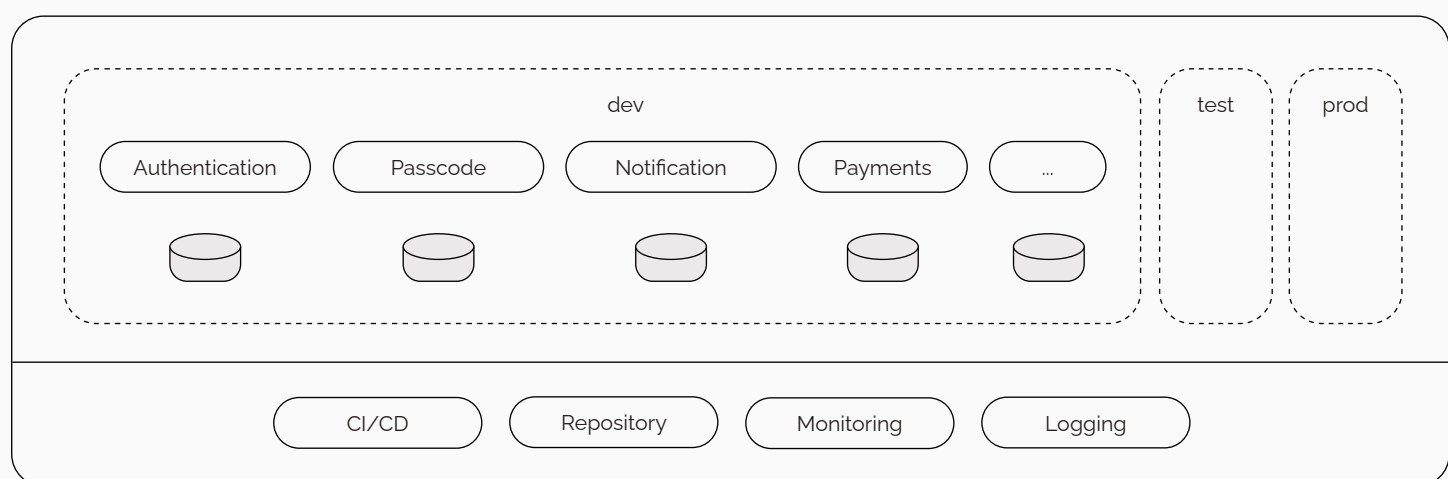 dev
test
prod
Authentication
Passcode
Notification
Payments
...
CI/CD
Repository
Monitoring
Logging